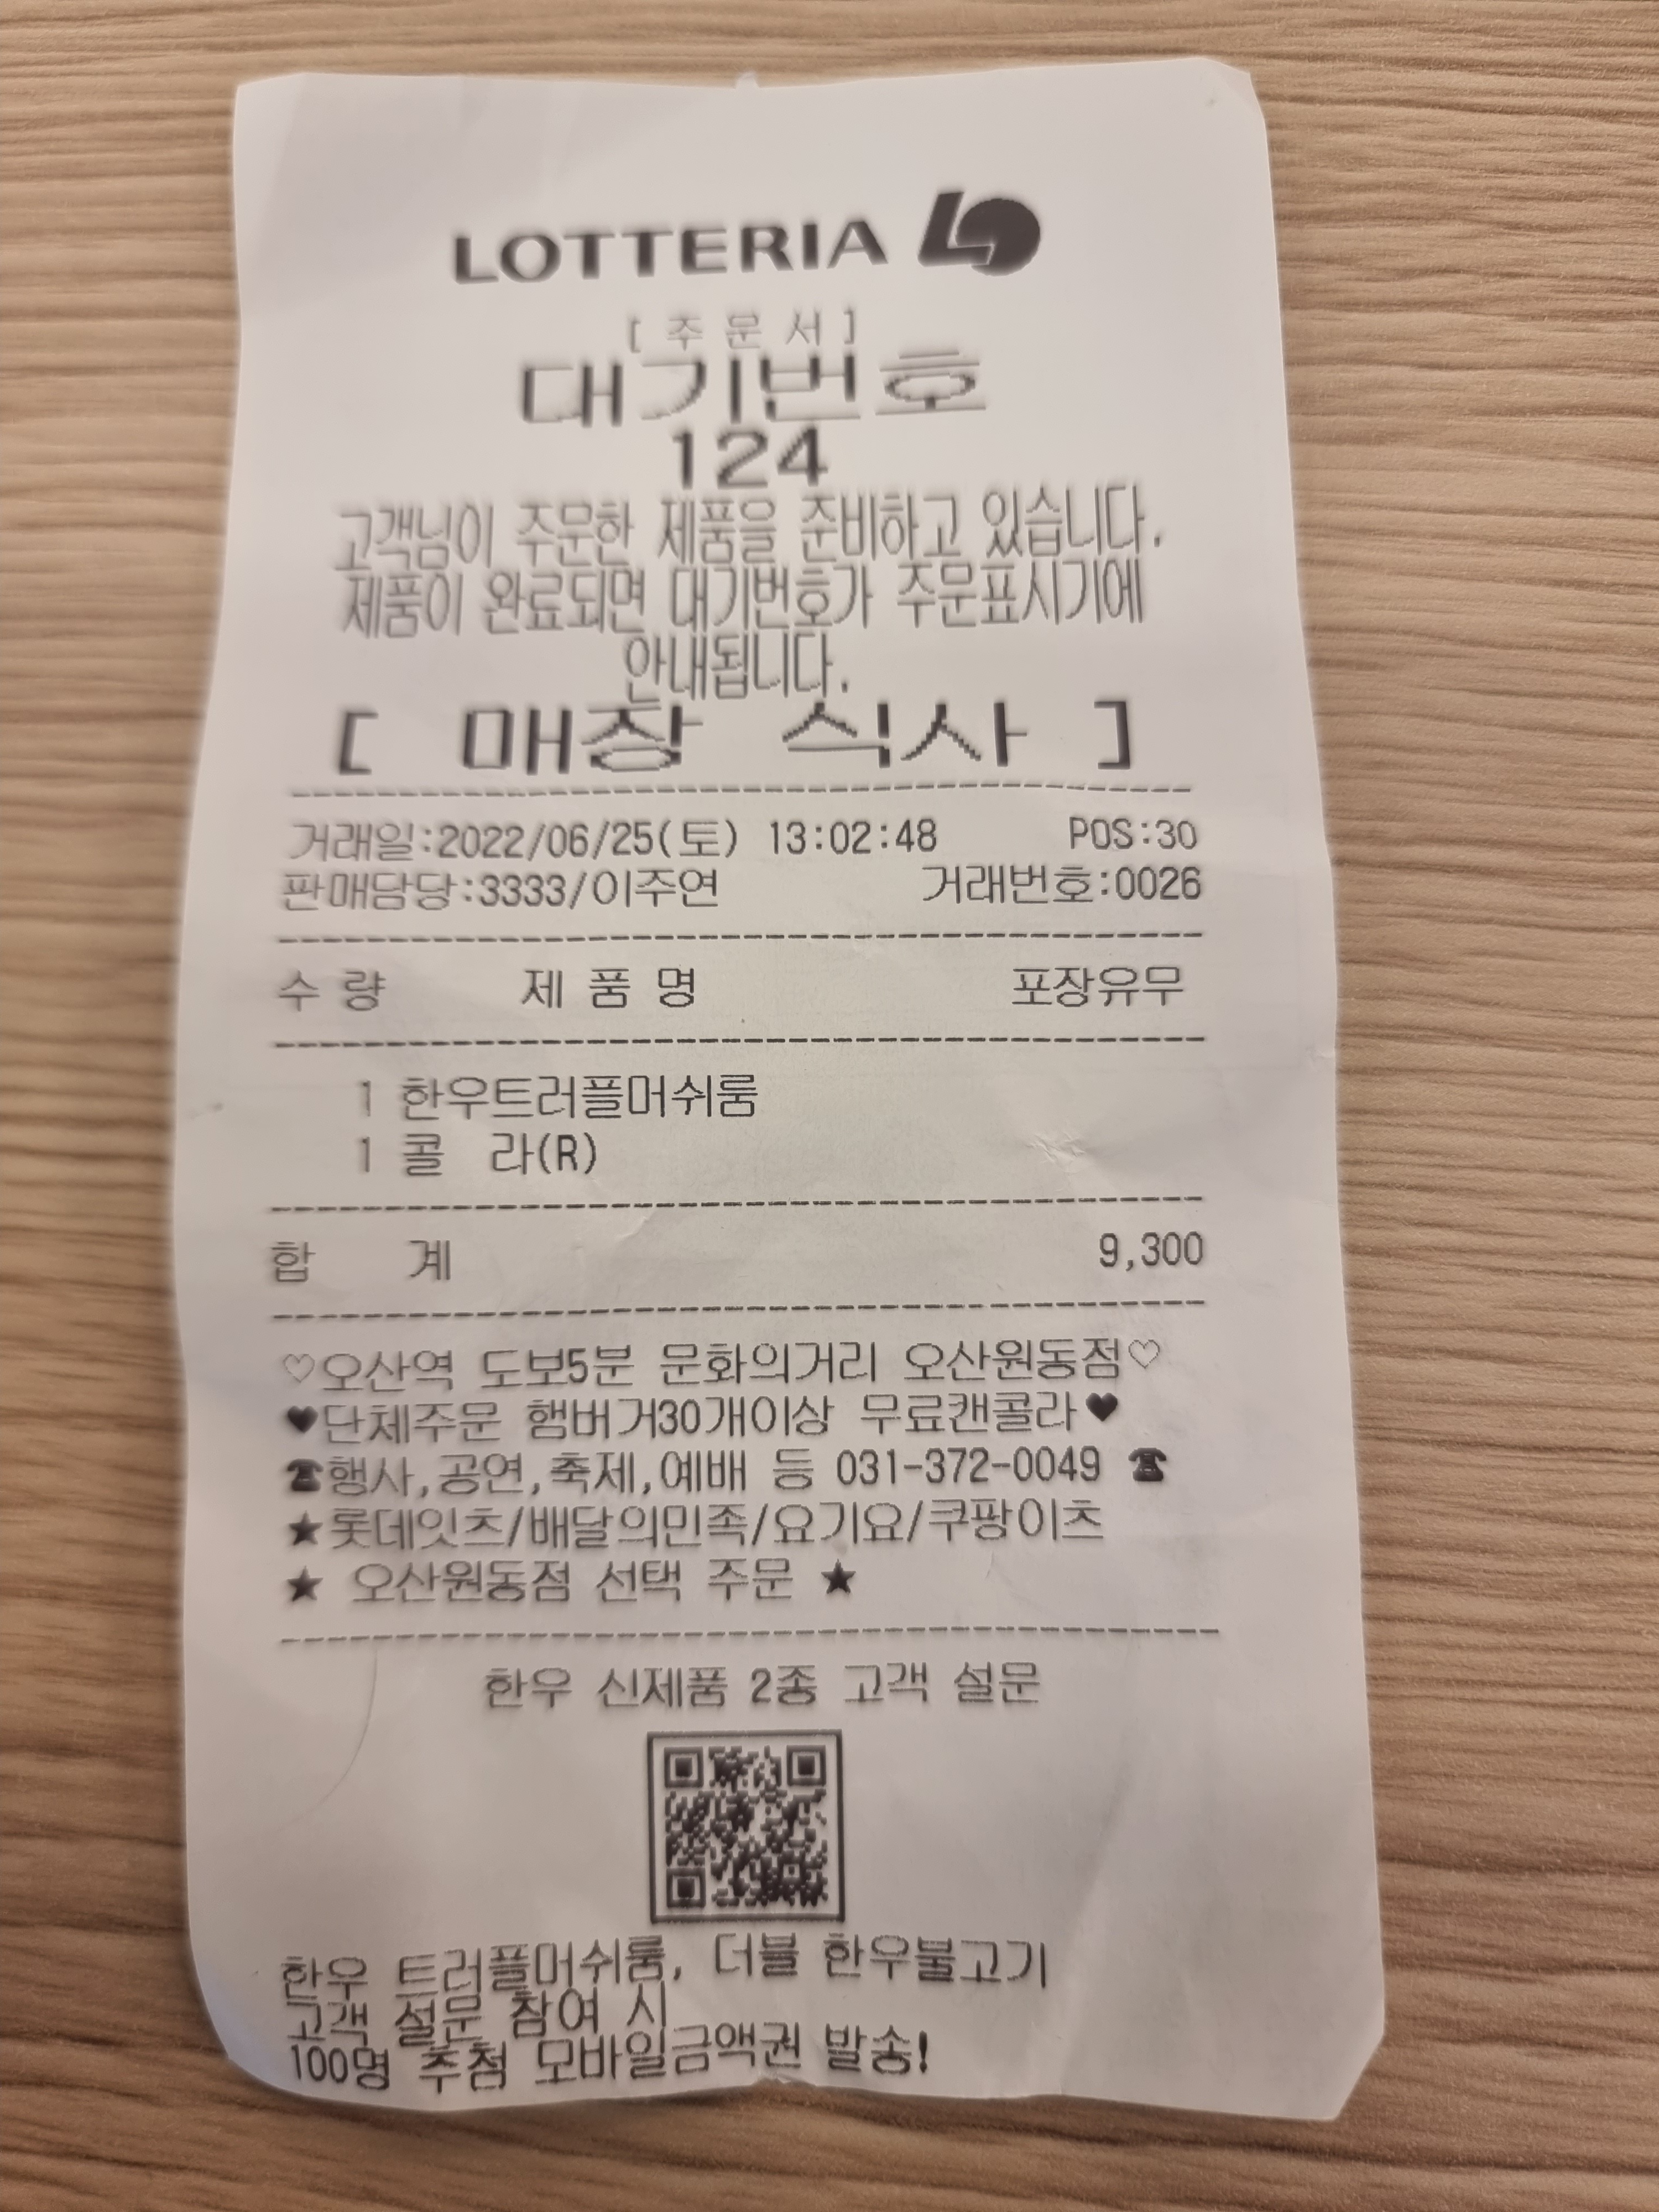 LOTTERIA
[ 주 문 서 ]
대기번호
124
고객님이 주문한 제품을 준비하고 있습니다.
제품이 완료되면 대기번호가 주문표시기에
안내됩니다.
[ 매장 식사 ]
거래일:2022/06/25(토) 13:02:48 POS:30
판매담당:3333/이주연 거래번호:0026
수 량 제 품 명 포장유무
1 한우트러플머쉬룸
1 콜 라(R)
합 계 9,300
♡오산역 도보5분 문화의거리 오산원동점♡
♥단체주문 햄버거30개이상 무료캔콜라♥
☎행사,공연,축제,예배 등 031-372-0049 ☎
★롯데잇츠/배달의민족/요기요/쿠팡이츠
★ 오산원동점 선택 주문 ★
한우 신제품 2종 고객 설문
한우 트러플머쉬룸, 더블 한우불고기
고객 설문 참여 시
100명 추첨 모바일금액권 발송!